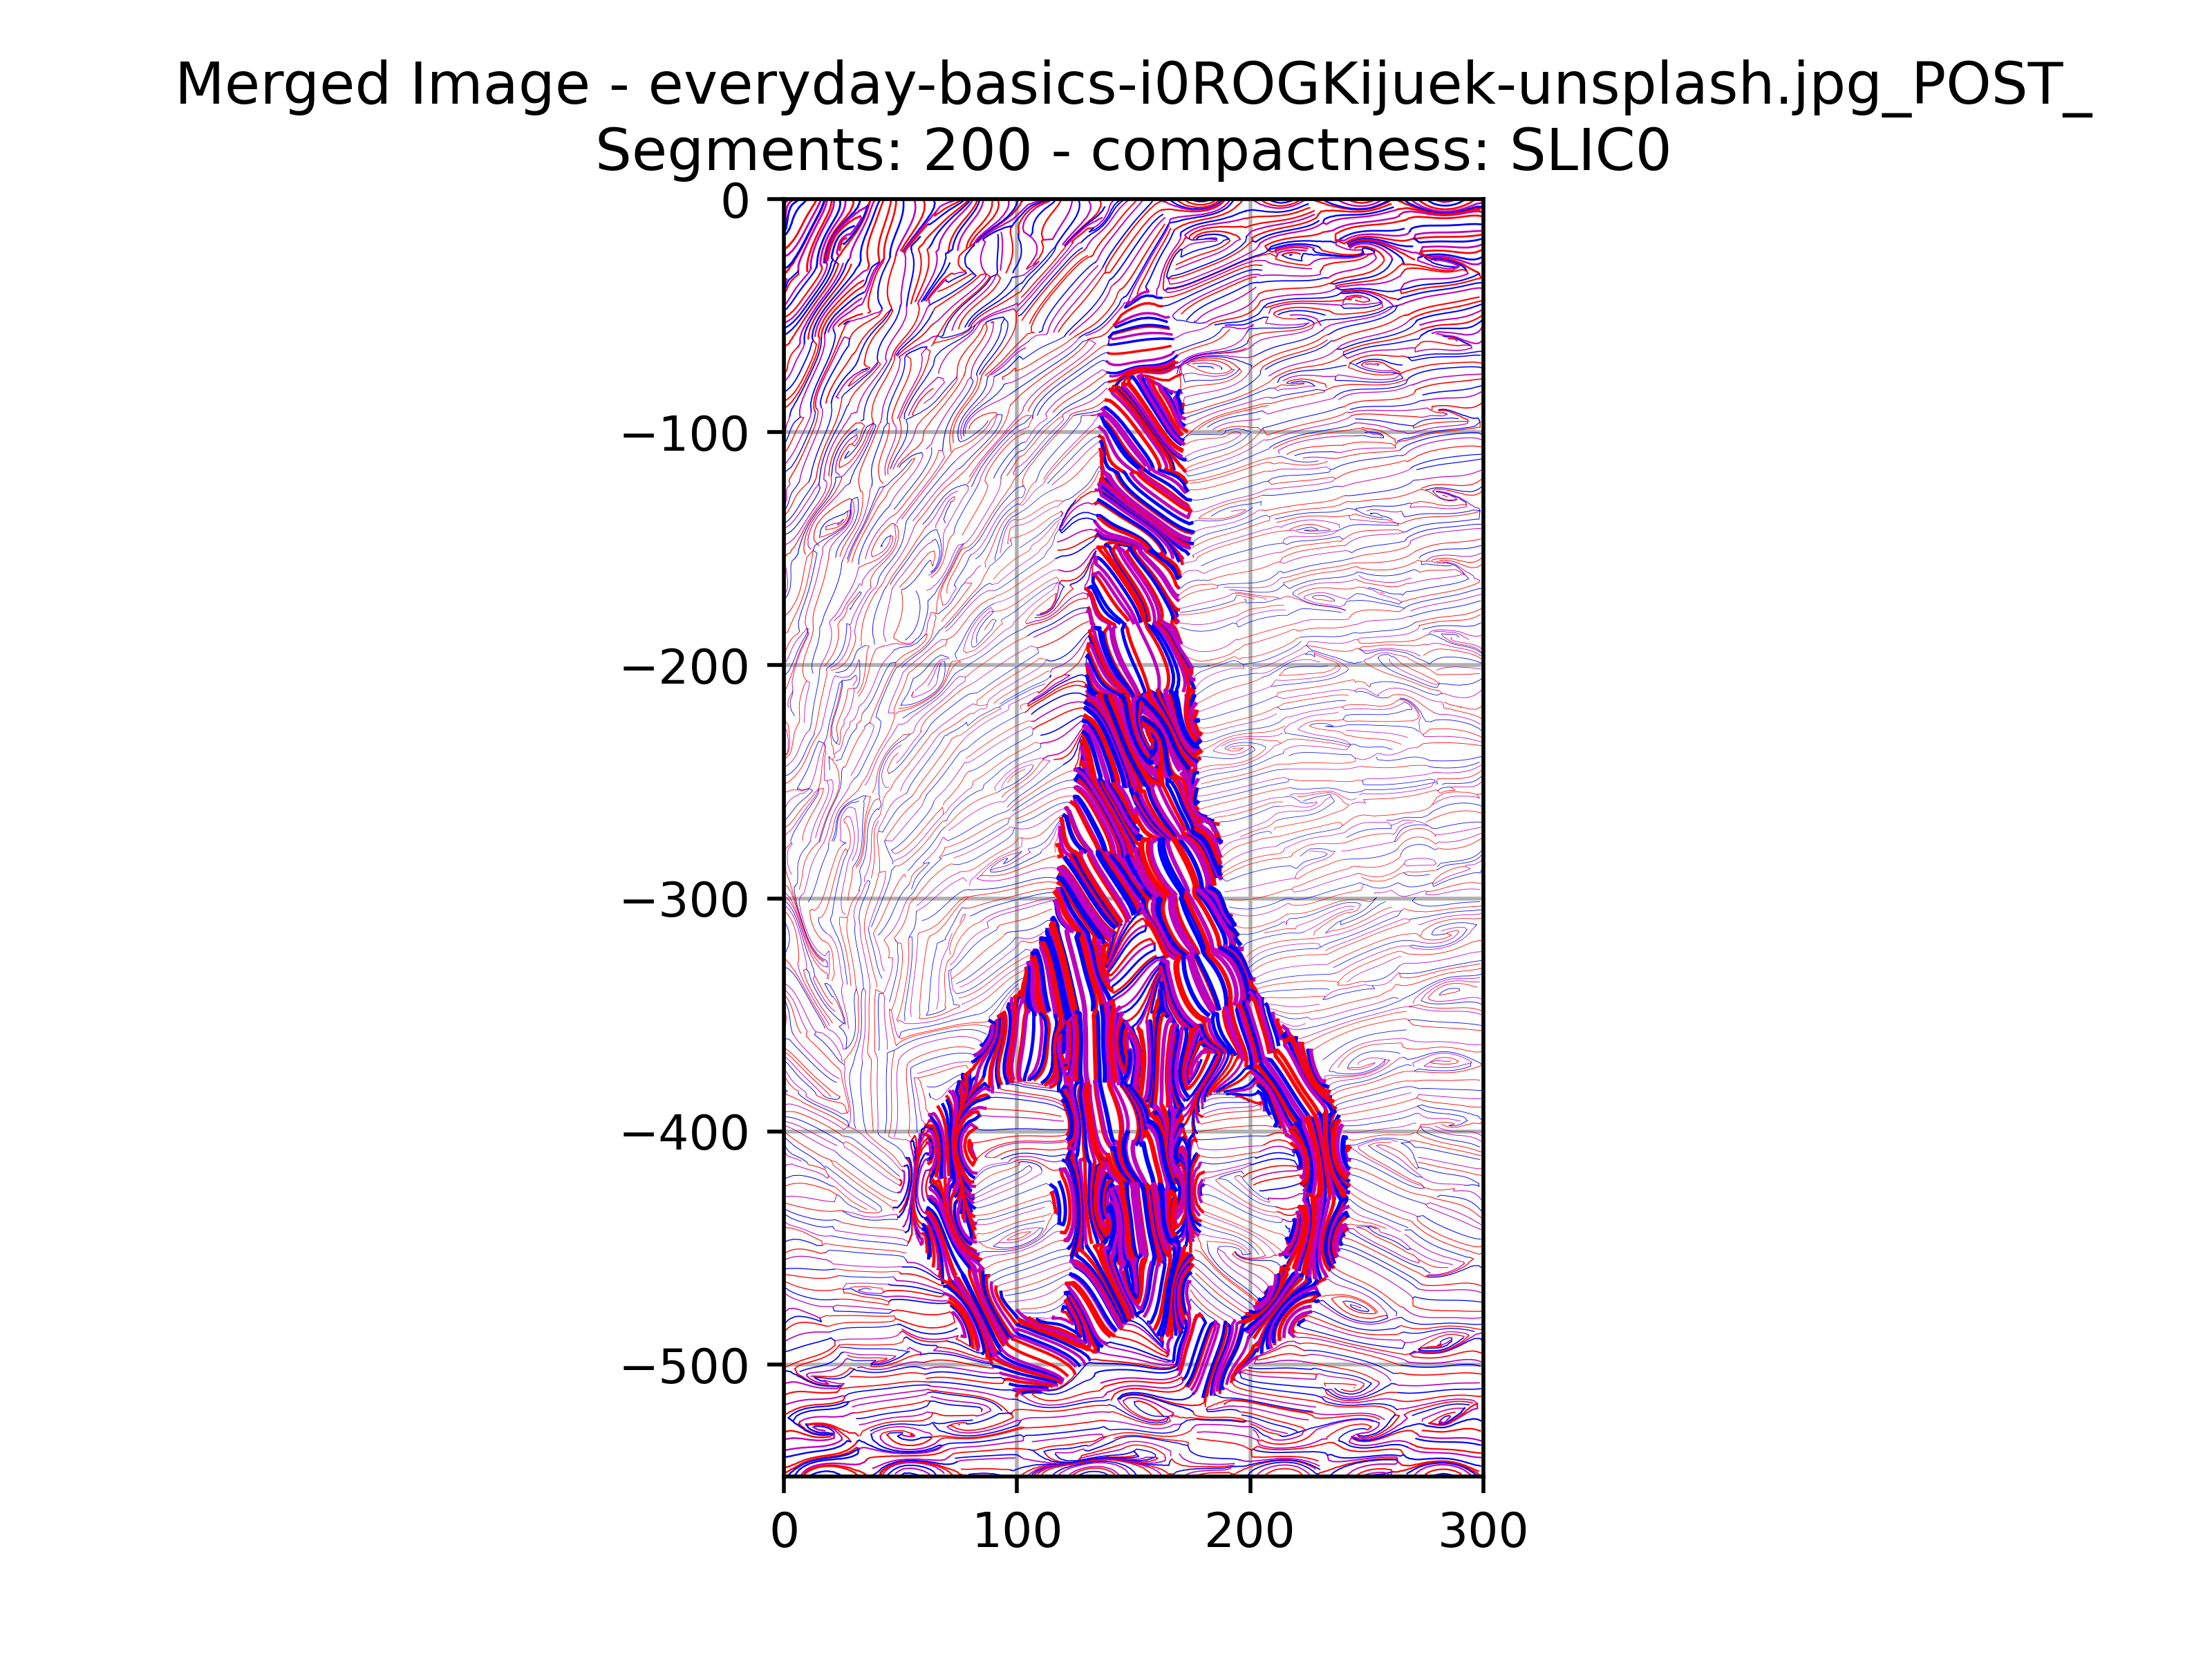 Merged Image - everyday-basics-i0ROGKijuek-unsplash.jpg_POST_
Segments: 200 - compactness: SLIC0
0
−100
−200
−300
−400
−500
0 100 200 300